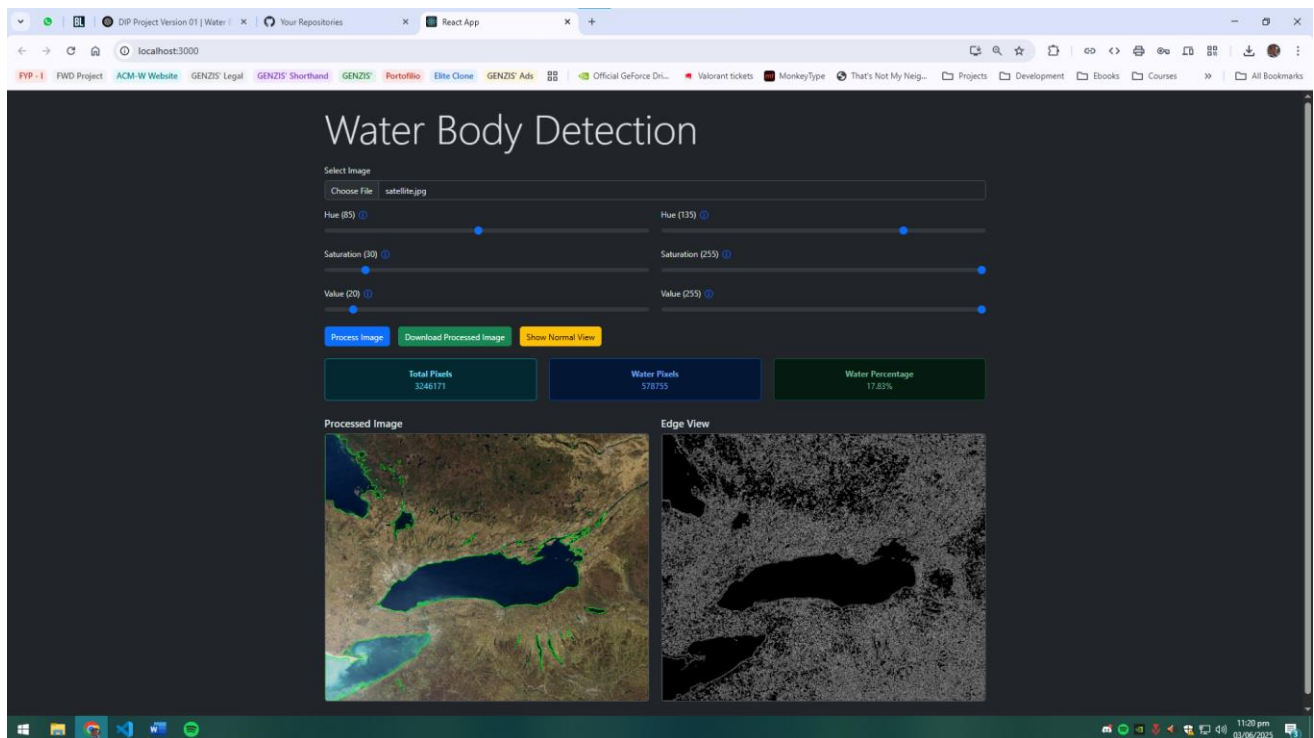 DIP Project Version 01 | Water
Your Repositories
React App
localhost:3000
FYP - I
FWD Project
ACM-W Website
GENZIS' Legal
GENZIS' Shorthand
GENZIS'
Portofilio
Elite Clone
GENZIS' Ads
Official GeForce Dri...
Valorant tickets
MonkeyType
That's Not My Neig...
Projects
Development
Ebooks
Courses
All Bookmarks
Water Body Detection
Select Image
Choose File satellite.jpg
Hue (85) Hue (135)
Saturation (30) Saturation (255)
Value (20) Value (255)
Process Image Download Processed Image Show Normal View
Total Pixels Water Pixels Water Percentage
3246171 578755 17.83%
Processed Image Edge View
11:20 pm
03/06/2025